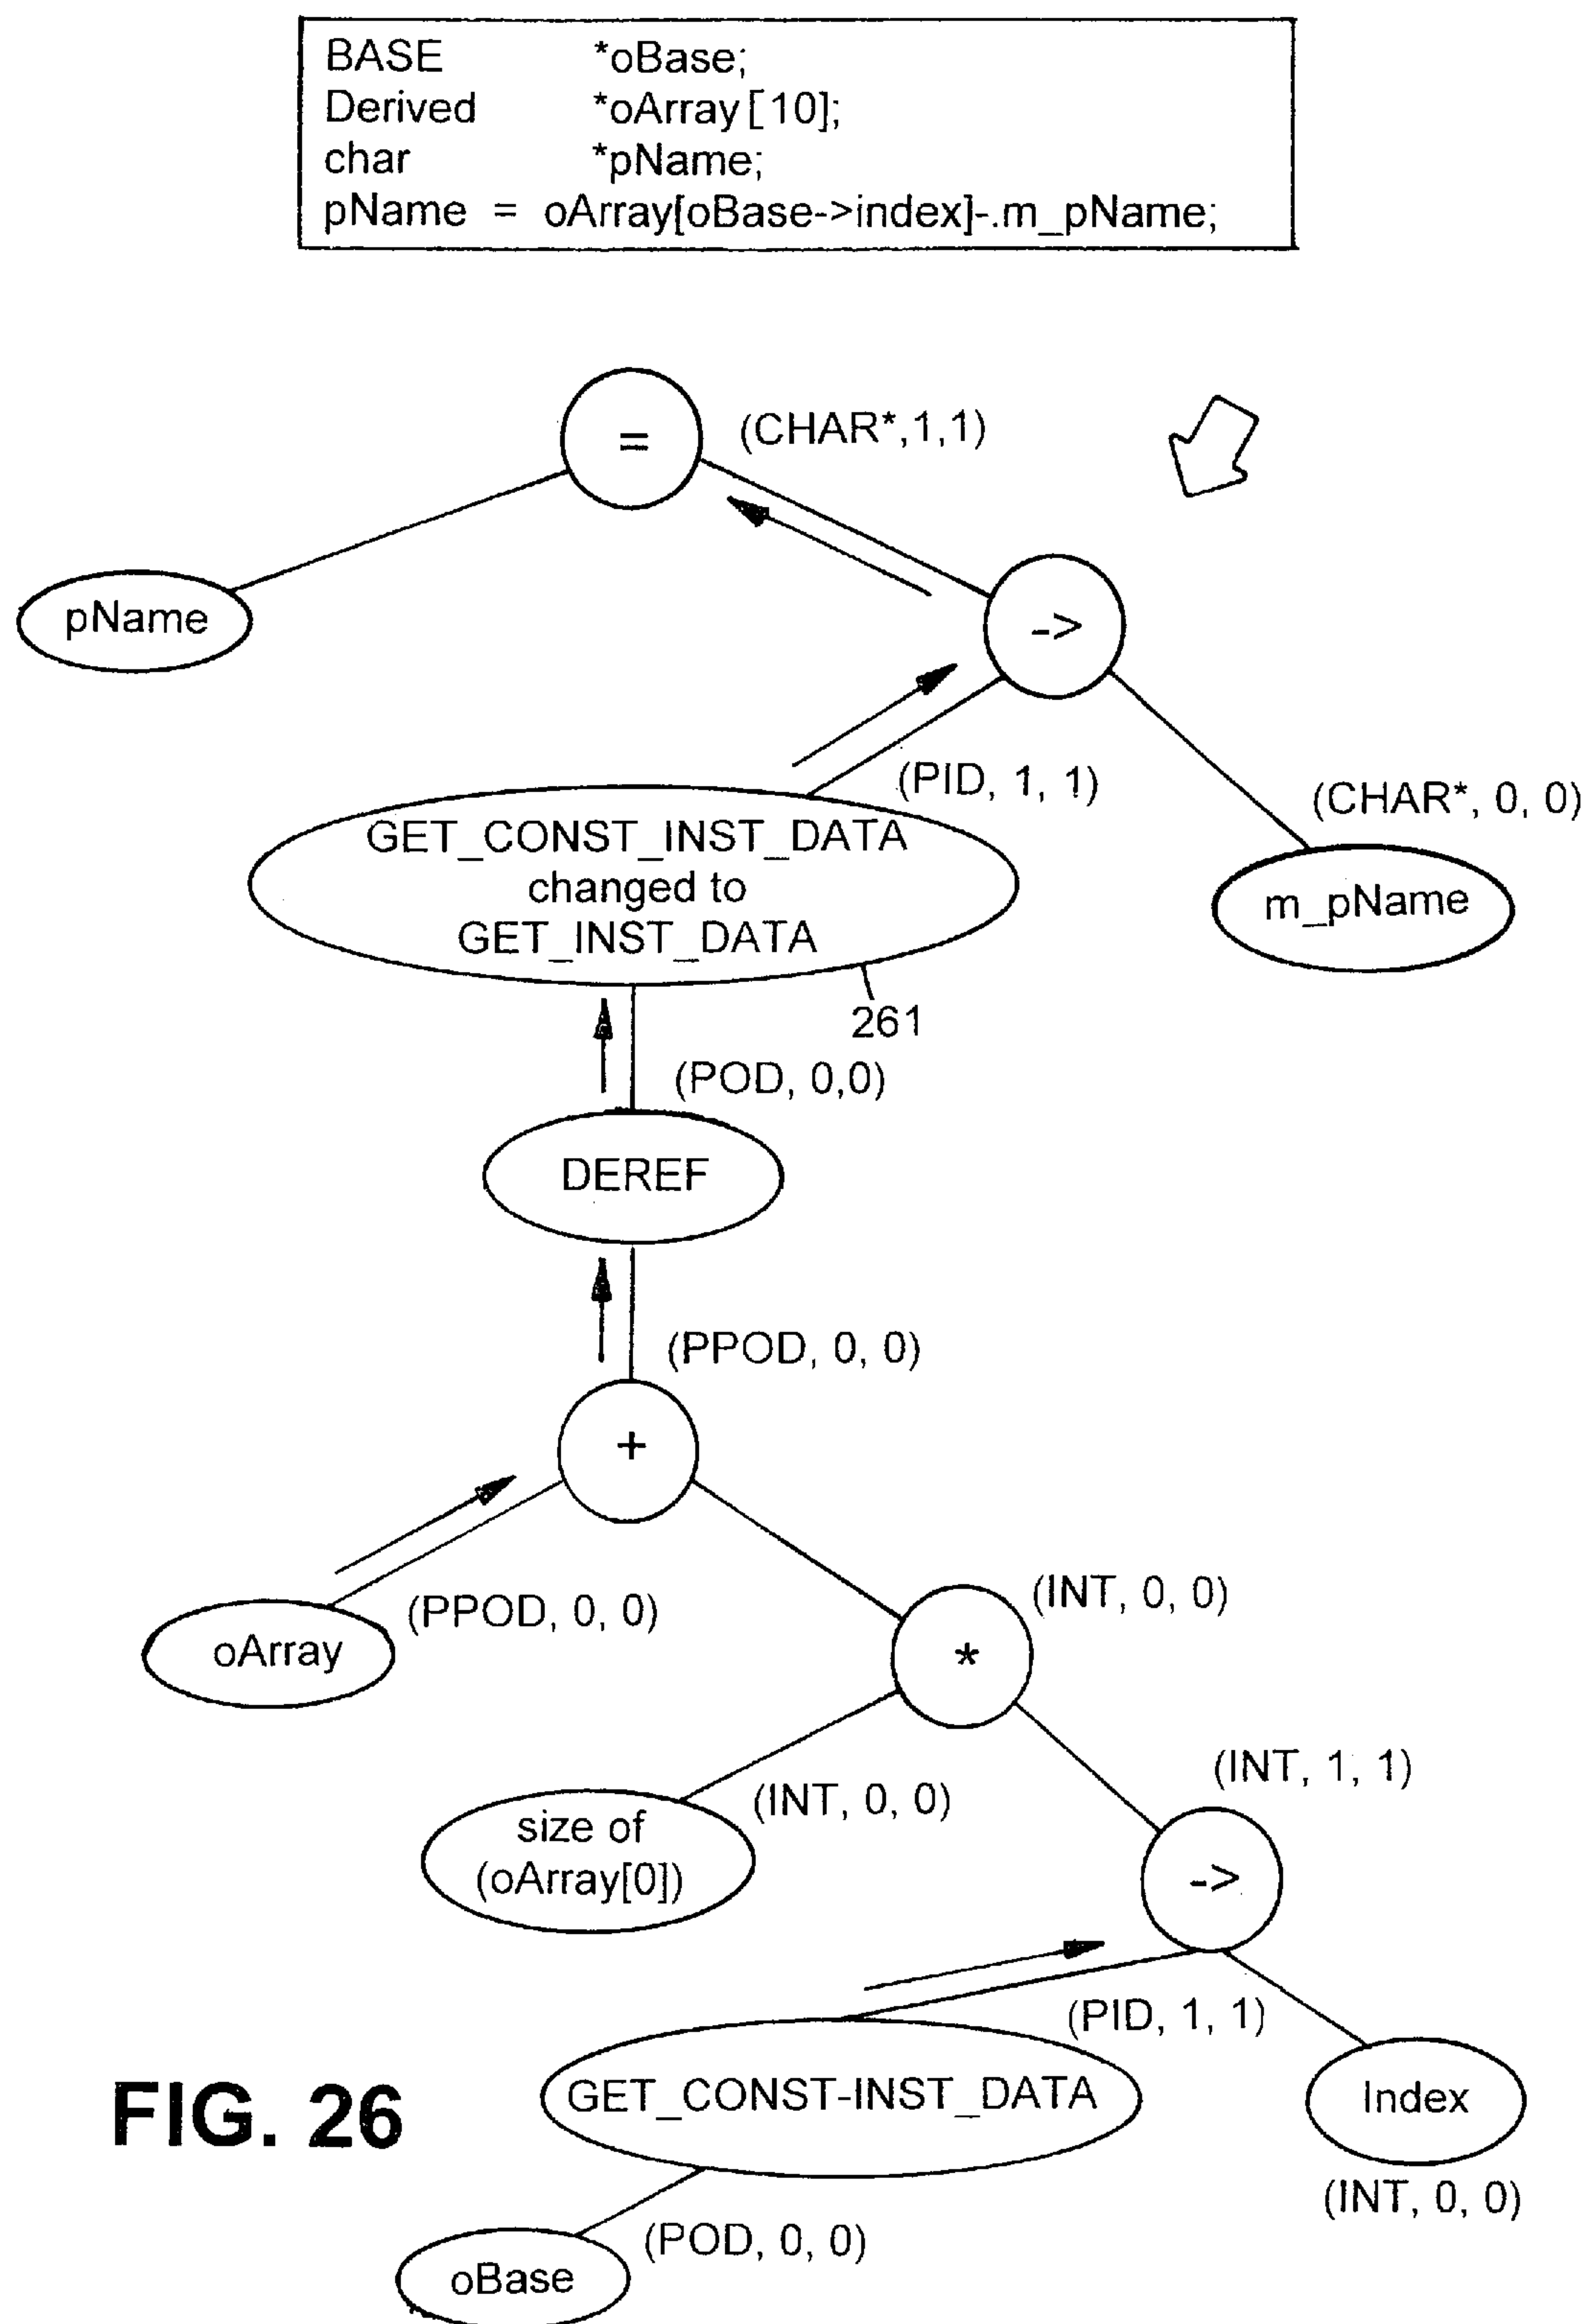 BASE *oBase;
Derived *oArray[10];
char *pName;
pName = oArray[oBase->index]-.m_pName;
=
(CHAR*,1,1)
pName
->
(PID, 1, 1)
(CHAR*, 0, 0)
GET_CONST_INST_DATA
changed to
GET_INST_DATA
m_pName
261
(POD, 0,0)
DEREF
(PPOD, 0, 0)
+
(PPOD, 0, 0)
oArray
(INT, 0, 0)
*
(INT, 1, 1)
(INT, 0, 0)
size of
(oArray[0])
->
(PID, 1, 1)
GET_CONST-INST_DATA
Index
FIG. 26
(INT, 0, 0)
(POD, 0, 0)
oBase